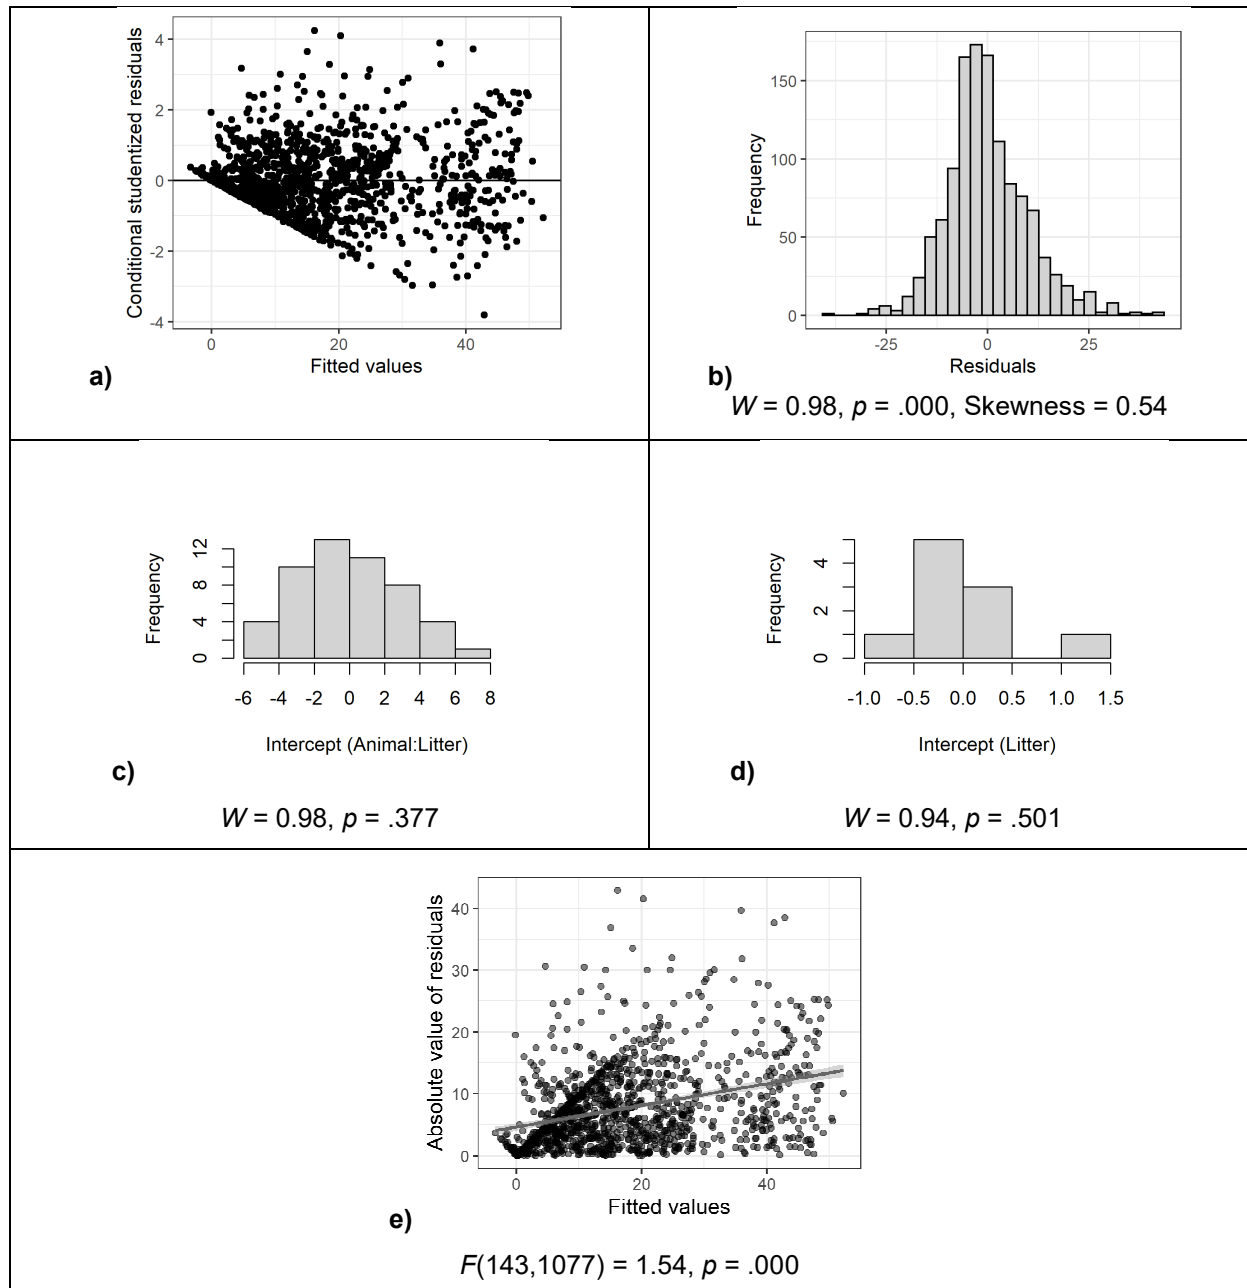 Conditional studentized residuals
4
2
0
-2
-4
0 20 40
Fitted values
a)
Frequency
150
100
50
0
-25 0 25
Residuals
b)
W = 0.98, p = .000, Skewness = 0.54
Frequency
12
8
4
0
-6 -4 -2 0 2 4 6 8
Intercept (Animal:Litter)
c)
W = 0.98, p = .377
Frequency
4
2
0
-1.0 -0.5 0.0 0.5 1.0 1.5
Intercept (Litter)
d)
W = 0.94, p = .501
Absolute value of residuals
40
30
20
10
0
0 20 40
Fitted values
e)
F(143,1077) = 1.54, p = .000